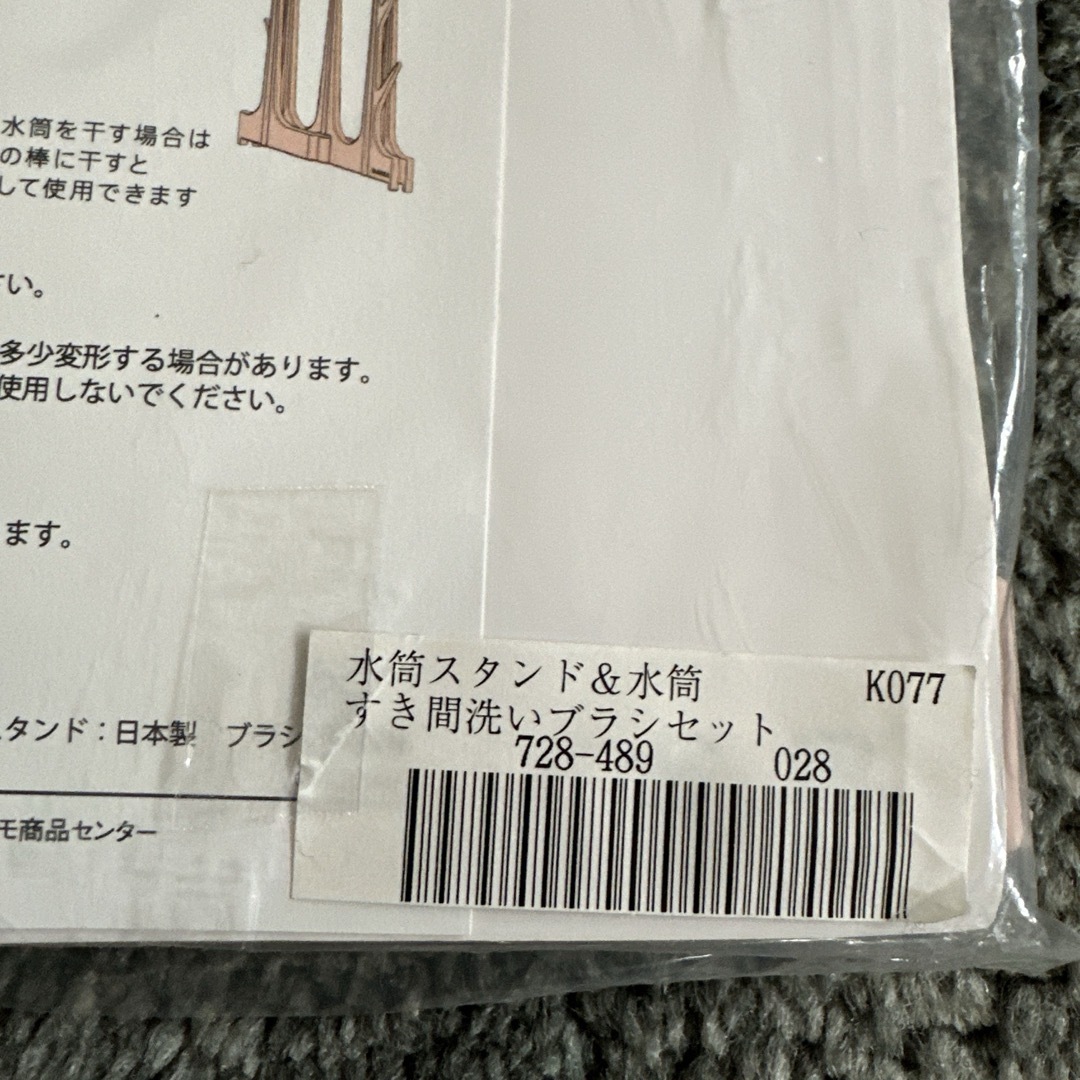 水筒を干す場合は
の棒に干すと
して使用できます
さい。
多少変形する場合があります。
使用しないでください。
ます。
スタンド：日本製　ブラシ
モ商品センター
水筒スタンド&水筒
K077
すき間洗いブラシセット
728-489
028